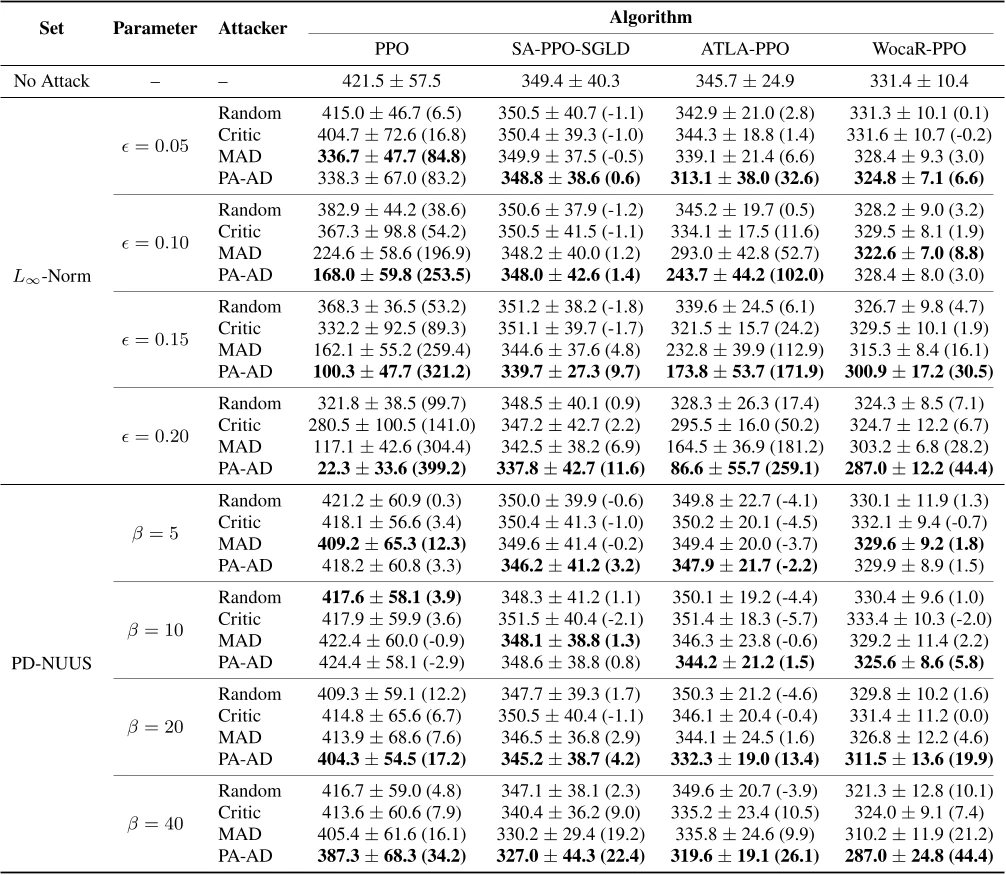 Set Parameter Attacker Algorithm
PPO SA-PPO-SGLD ATLA-PPO WocaR-PPO
No Attack – – 421.5 ± 57.5 349.4 ± 40.3 345.7 ± 24.9 331.4 ± 10.4
L∞-Norm
ϵ = 0.05
Random 415.0 ± 46.7 (6.5) 350.5 ± 40.7 (-1.1) 342.9 ± 21.0 (2.8) 331.3 ± 10.1 (0.1)
Critic 404.7 ± 72.6 (16.8) 350.4 ± 39.3 (-1.0) 344.3 ± 18.8 (1.4) 331.6 ± 10.7 (-0.2)
MAD 336.7 ± 47.7 (84.8) 349.9 ± 37.5 (-0.5) 339.1 ± 21.4 (6.6) 328.4 ± 9.3 (3.0)
PA-AD 338.3 ± 67.0 (83.2) 348.8 ± 38.6 (0.6) 313.1 ± 38.0 (32.6) 324.8 ± 7.1 (6.6)
ϵ = 0.10
Random 382.9 ± 44.2 (38.6) 350.6 ± 37.9 (-1.2) 345.2 ± 19.7 (0.5) 328.2 ± 9.0 (3.2)
Critic 367.3 ± 98.8 (54.2) 350.5 ± 41.5 (-1.1) 334.1 ± 17.5 (11.6) 329.5 ± 8.1 (1.9)
MAD 224.6 ± 58.6 (196.9) 348.2 ± 40.0 (1.2) 293.0 ± 42.8 (52.7) 322.6 ± 7.0 (8.8)
PA-AD 168.0 ± 59.8 (253.5) 348.0 ± 42.6 (1.4) 243.7 ± 44.2 (102.0) 328.4 ± 8.0 (3.0)
ϵ = 0.15
Random 368.3 ± 36.5 (53.2) 351.2 ± 38.2 (-1.8) 339.6 ± 24.5 (6.1) 326.7 ± 9.8 (4.7)
Critic 332.2 ± 92.5 (89.3) 351.1 ± 39.7 (-1.7) 321.5 ± 15.7 (24.2) 329.5 ± 10.1 (1.9)
MAD 162.1 ± 55.2 (259.4) 344.6 ± 37.6 (4.8) 232.8 ± 39.9 (112.9) 315.3 ± 8.4 (16.1)
PA-AD 100.3 ± 47.7 (321.2) 339.7 ± 27.3 (9.7) 173.8 ± 53.7 (171.9) 300.9 ± 17.2 (30.5)
ϵ = 0.20
Random 321.8 ± 38.5 (99.7) 348.5 ± 40.1 (0.9) 328.3 ± 26.3 (17.4) 324.3 ± 8.5 (7.1)
Critic 280.5 ± 100.5 (141.0) 347.2 ± 42.7 (2.2) 295.5 ± 16.0 (50.2) 324.7 ± 12.2 (6.7)
MAD 117.1 ± 42.6 (304.4) 342.5 ± 38.2 (6.9) 164.5 ± 36.9 (181.2) 303.2 ± 6.8 (28.2)
PA-AD 22.3 ± 33.6 (399.2) 337.8 ± 42.7 (11.6) 86.6 ± 55.7 (259.1) 287.0 ± 12.2 (44.4)
PD-NUUS
β = 5
Random 421.2 ± 60.9 (0.3) 350.0 ± 39.9 (-0.6) 349.8 ± 22.7 (-4.1) 330.1 ± 11.9 (1.3)
Critic 418.1 ± 56.6 (3.4) 350.4 ± 41.3 (-1.0) 350.2 ± 20.1 (-4.5) 332.1 ± 9.4 (-0.7)
MAD 409.2 ± 65.3 (12.3) 349.6 ± 41.4 (-0.2) 349.4 ± 20.0 (-3.7) 329.6 ± 9.2 (1.8)
PA-AD 418.2 ± 60.8 (3.3) 346.2 ± 41.2 (3.2) 347.9 ± 21.7 (-2.2) 329.9 ± 8.9 (1.5)
β = 10
Random 417.6 ± 58.1 (3.9) 348.3 ± 41.2 (1.1) 350.1 ± 19.2 (-4.4) 330.4 ± 9.6 (1.0)
Critic 417.9 ± 59.9 (3.6) 351.5 ± 40.4 (-2.1) 351.4 ± 18.3 (-5.7) 333.4 ± 10.3 (-2.0)
MAD 422.4 ± 60.0 (-0.9) 348.1 ± 38.8 (1.3) 346.3 ± 23.8 (-0.6) 329.2 ± 11.4 (2.2)
PA-AD 424.4 ± 58.1 (-2.9) 348.6 ± 38.8 (0.8) 344.2 ± 21.2 (1.5) 325.6 ± 8.6 (5.8)
β = 20
Random 409.3 ± 59.1 (12.2) 347.7 ± 39.3 (1.7) 350.3 ± 21.2 (-4.6) 329.8 ± 10.2 (1.6)
Critic 414.8 ± 65.6 (6.7) 350.5 ± 40.4 (-1.1) 346.1 ± 20.4 (-0.4) 331.4 ± 11.2 (0.0)
MAD 413.9 ± 68.6 (7.6) 346.5 ± 36.8 (2.9) 344.1 ± 24.5 (1.6) 326.8 ± 12.2 (4.6)
PA-AD 404.3 ± 54.5 (17.2) 345.2 ± 38.7 (4.2) 332.3 ± 19.0 (13.4) 311.5 ± 13.6 (19.9)
β = 40
Random 416.7 ± 59.0 (4.8) 347.1 ± 38.1 (2.3) 349.6 ± 20.7 (-3.9) 321.3 ± 12.8 (10.1)
Critic 413.6 ± 60.6 (7.9) 340.4 ± 36.2 (9.0) 335.2 ± 23.4 (10.5) 324.0 ± 9.1 (7.4)
MAD 405.4 ± 61.6 (16.1) 330.2 ± 29.4 (19.2) 335.8 ± 24.6 (9.9) 310.2 ± 11.9 (21.2)
PA-AD 387.3 ± 68.3 (34.2) 327.0 ± 44.3 (22.4) 319.6 ± 19.1 (26.1) 287.0 ± 24.8 (44.4)